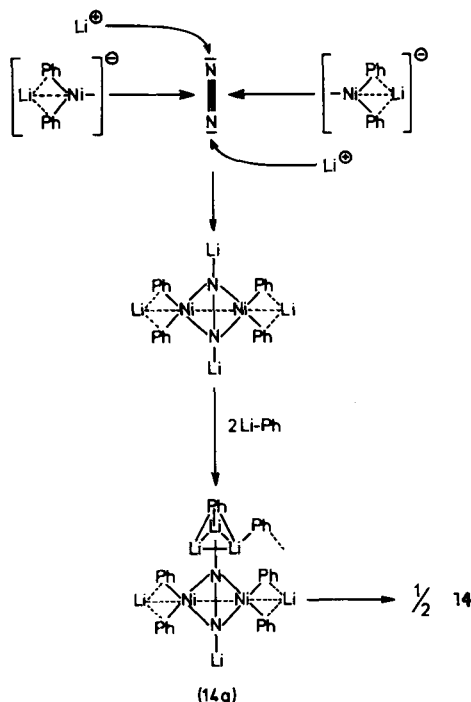 Li ⊕
Ph Ph
[Li Ni-]⊖ N [-Ni Li]⊖
Ph N Ph
Li ⊕
Li
Ph N Ph
Li Ni Ni Li
Ph N Ph
Li
2Li-Ph
Ph
Li Ph
Li Li
N
Ph Ph
Li Ni Ni Li 1/2 14
Ph N Ph
Li
(14a)